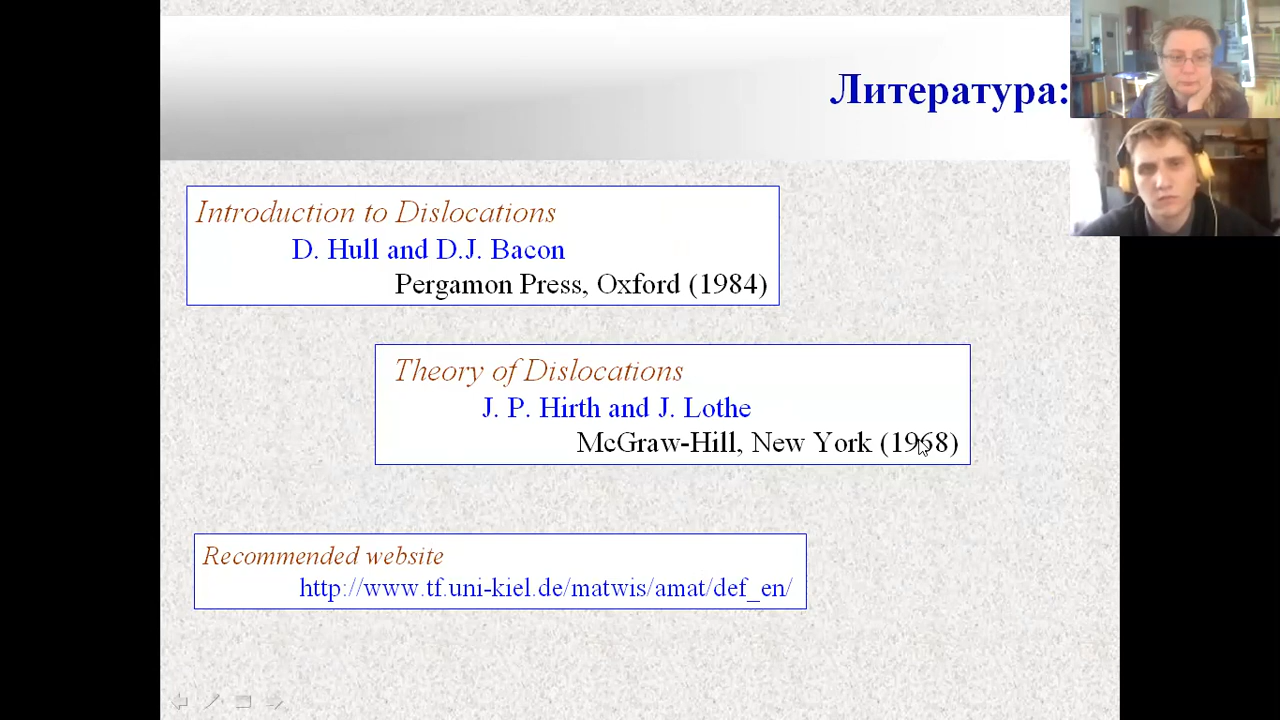 Литература:
Introduction to Dislocations
D. Hull and D.J. Bacon
Pergamon Press, Oxford (1984)
Theory of Dislocations
J. P. Hirth and J. Lothe
McGraw-Hill, New York (1968)
Recommended website
http://www.tf.uni-kiel.de/matwis/amat/def_en/